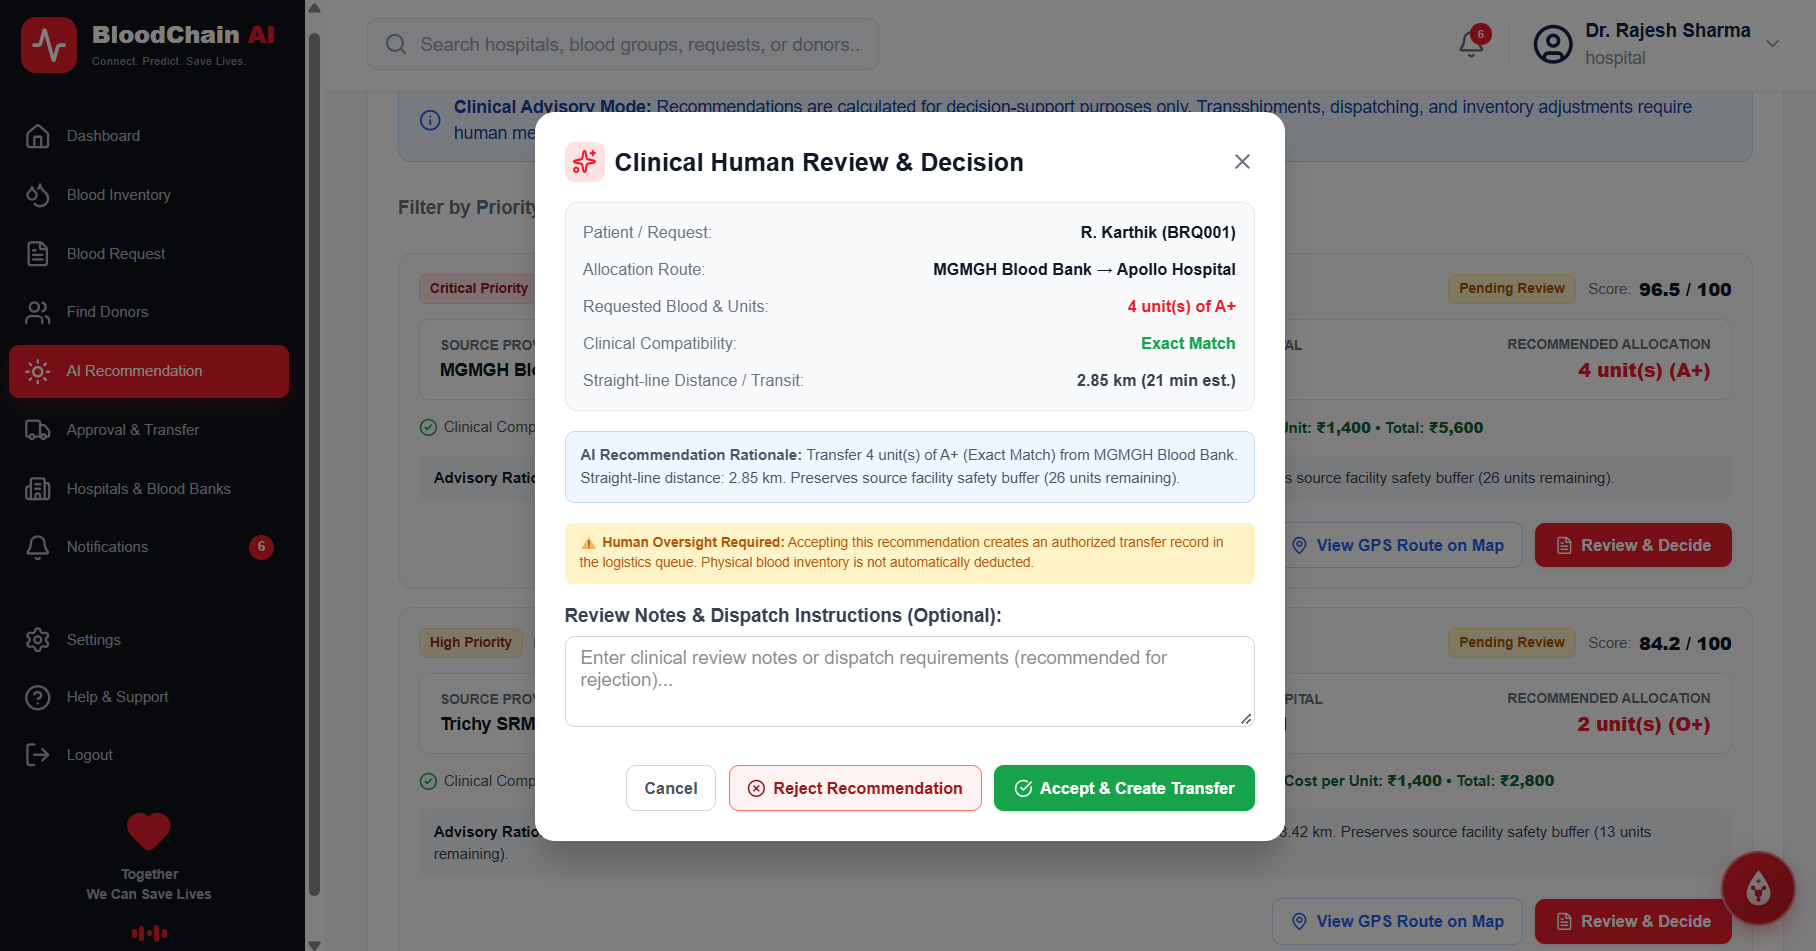 BloodChain AI
Connect. Predict. Save Lives.
Dashboard
Blood Inventory
Blood Request
Find Donors
AI Recommendation
Approval & Transfer
Hospitals & Blood Banks
Notifications
6
Settings
Help & Support
Logout
Together
We Can Save Lives
Search hospitals, blood groups, requests, or donors..
6
Dr. Rajesh Sharma
hospital
Clinical Advisory Mode: Recommendations are calculated for decision-support purposes only. Transshipments, dispatching, and inventory adjustments require
human me
Filter by Priority
Critical Priority
Pending Review
Score: 96.5 / 100
SOURCE PRO
MGMGH Bl
AL
RECOMMENDED ALLOCATION
4 unit(s) (A+)
Clinical Comp
Unit: ₹1,400 • Total: ₹5,600
Advisory Ratio
s source facility safety buffer (26 units remaining).
View GPS Route on Map
Review & Decide
High Priority
Pending Review
Score: 84.2 / 100
SOURCE PRO
Trichy SRM
PITAL
RECOMMENDED ALLOCATION
2 unit(s) (O+)
Clinical Comp
Cost per Unit: ₹1,400 • Total: ₹2,800
Advisory Ratio
3.42 km. Preserves source facility safety buffer (13 units
remaining).
View GPS Route on Map
Review & Decide
Clinical Human Review & Decision
Patient / Request: R. Karthik (BRQ001)
Allocation Route: MGMGH Blood Bank → Apollo Hospital
Requested Blood & Units: 4 unit(s) of A+
Clinical Compatibility: Exact Match
Straight-line Distance / Transit: 2.85 km (21 min est.)
AI Recommendation Rationale: Transfer 4 unit(s) of A+ (Exact Match) from MGMGH Blood Bank.
Straight-line distance: 2.85 km. Preserves source facility safety buffer (26 units remaining).
⚠️ Human Oversight Required: Accepting this recommendation creates an authorized transfer record in
the logistics queue. Physical blood inventory is not automatically deducted.
Review Notes & Dispatch Instructions (Optional):
Enter clinical review notes or dispatch requirements (recommended for
rejection)...
Cancel
Reject Recommendation
Accept & Create Transfer